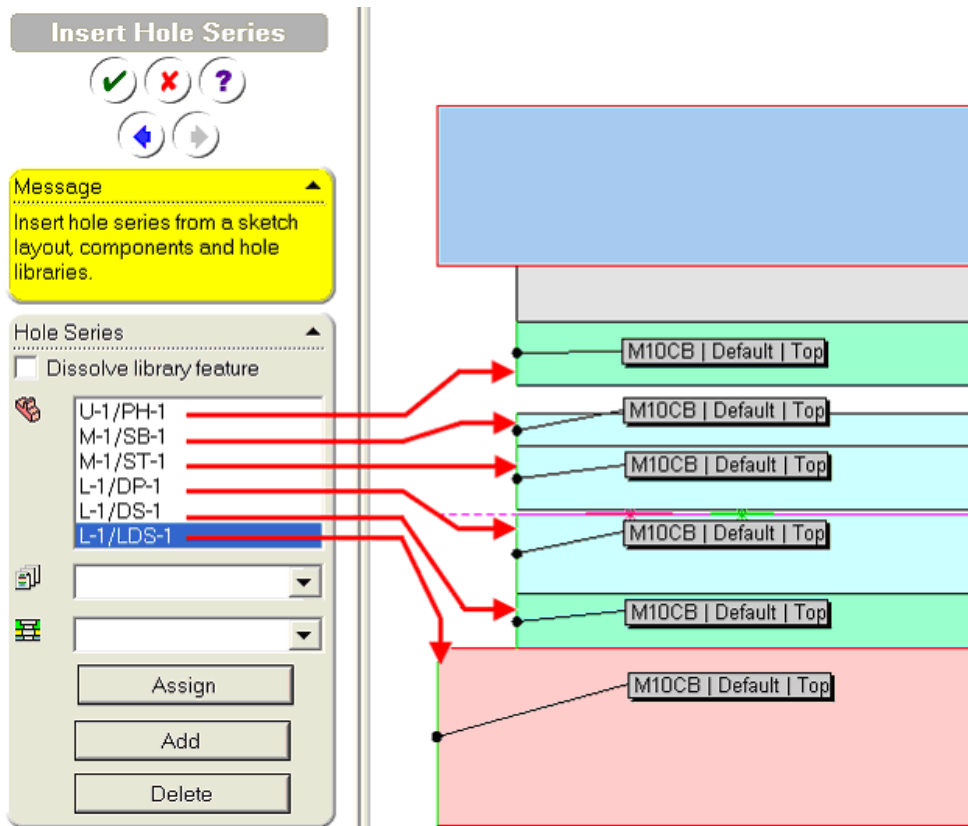 Insert Hole Series
?
Message
Insert hole series from a sketch
layout, components and hole
libraries.
Hole Series
Dissolve library feature
U-1/PH-1
M-1/SB-1
M-1/ST-1
L-1/DP-1
L-1/DS-1
L-1/LDS-1
Assign
Add
Delete
M10CB | Default | Top
M10CB | Default | Top
M10CB | Default | Top
M10CB | Default | Top
M10CB | Default | Top
M10CB | Default | Top